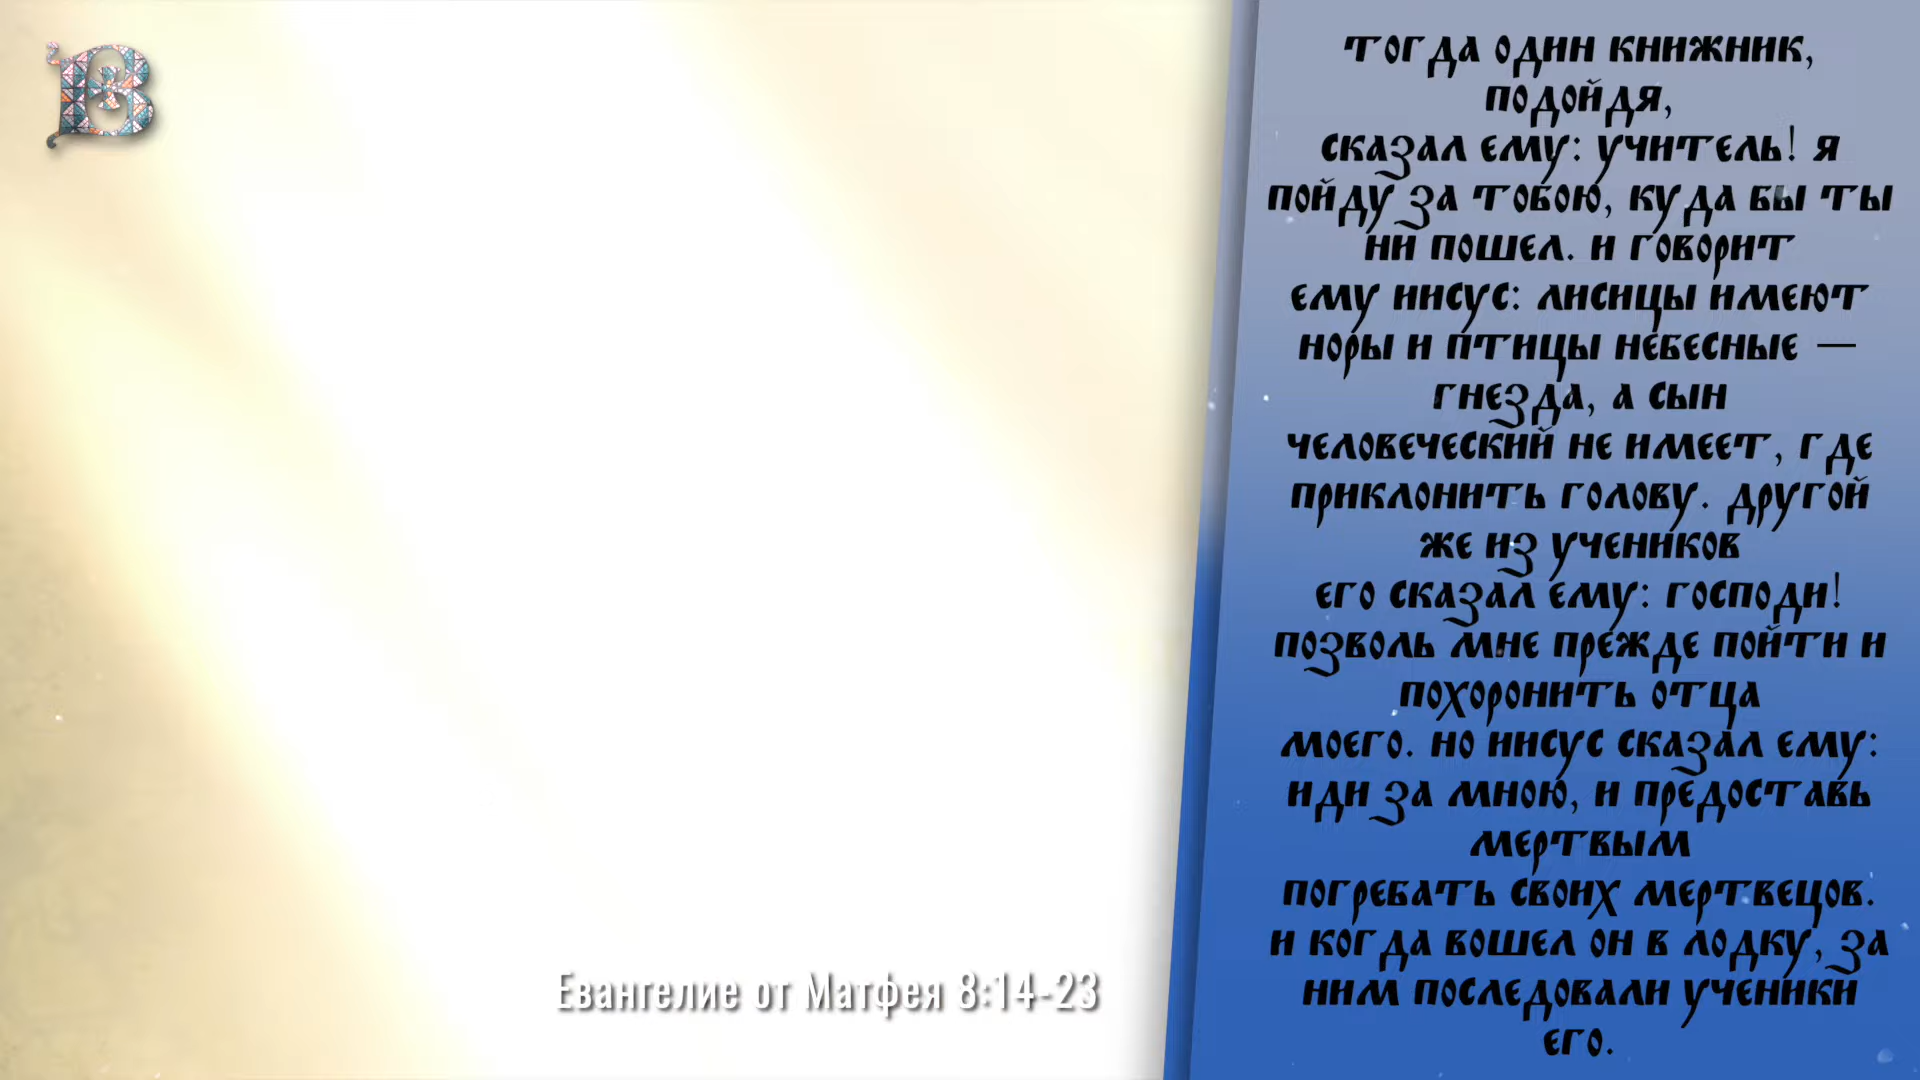 В
тогда один книжник,
подойдя,
сказал ему: учитель! я
пойду за тобою, куда бы ты
ни пошел. и говорит
ему иисус: лисицы имеют
норы и птицы небесные —
гнезда, а сын
человеческий не имеет, где
приклонить голову. другой
же из учеников
его сказал ему: господи!
позволь мне прежде пойти и
похоронить отца
моего. но иисус сказал ему:
иди за мною, и предоставь
мертвым
погребать своих мертвецов.
и когда вошел он в лодку, за
ним последовали ученики
его.
Евангелие от Матфея 8:14-23